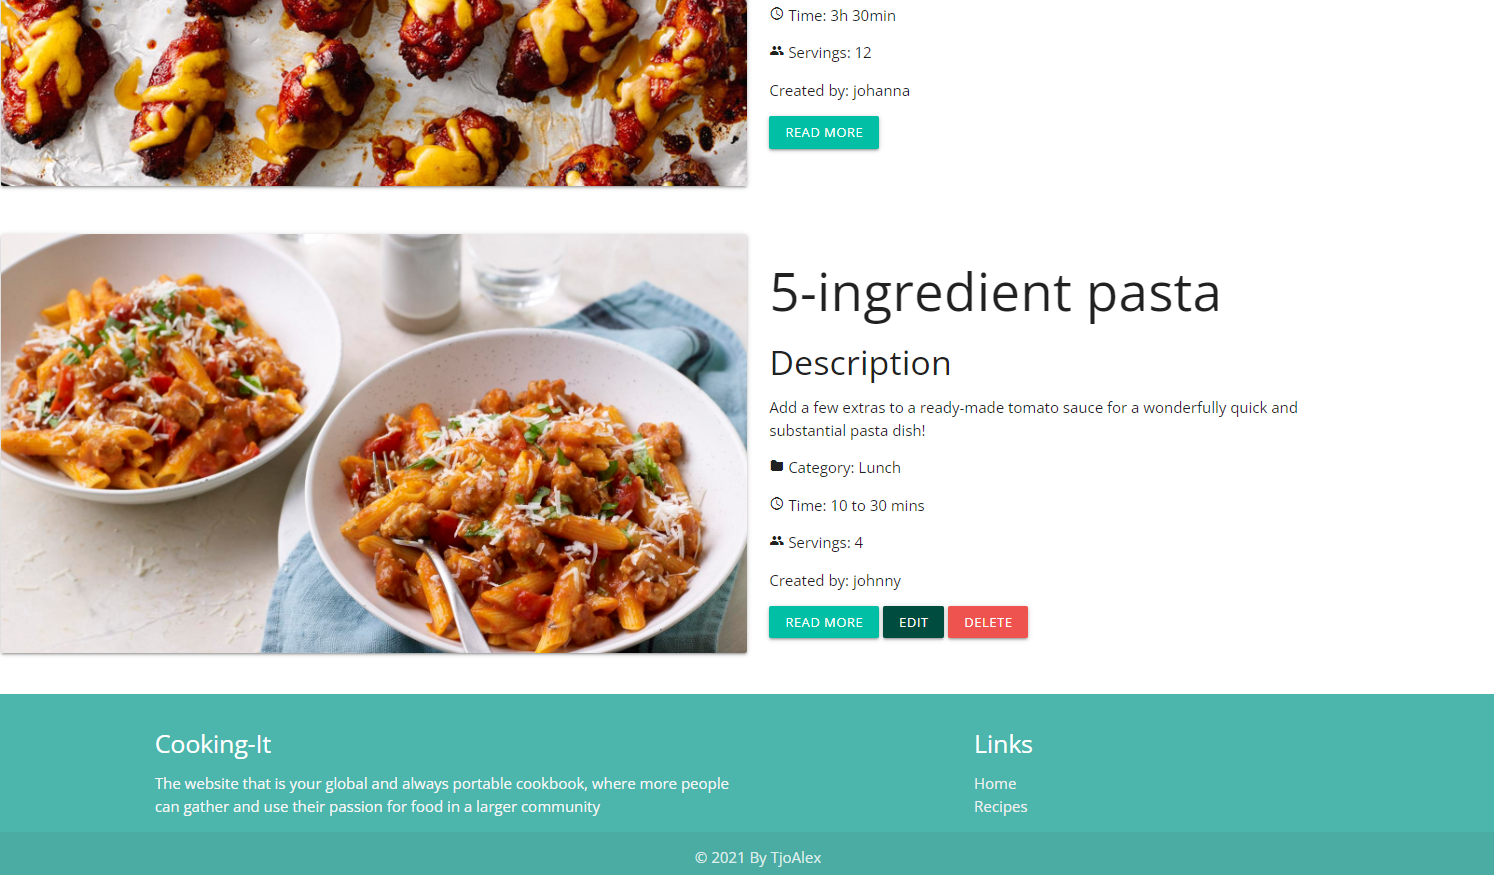 Time: 3h 30min
Servings: 12
Created by: johanna
READ MORE
5-ingredient pasta
Description
Add a few extras to a ready-made tomato sauce for a wonderfully quick and
substantial pasta dish!
Category: Lunch
Time: 10 to 30 mins
Servings: 4
Created by: johnny
READ MORE EDIT DELETE
Cooking-It
The website that is your global and always portable cookbook, where more people
can gather and use their passion for food in a larger community
Links
Home
Recipes
© 2021 By TjoAlex